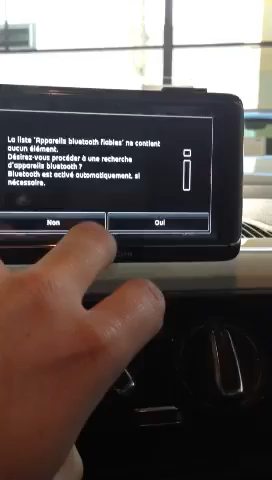 La liste 'Appareils bluetooth fiables' ne contient
aucun élément.
Désirez-vous procéder à une recherche
d'appareils bluetooth ?
Bluetooth est activé automatiquement, si
nécessaire.
Non
Oui